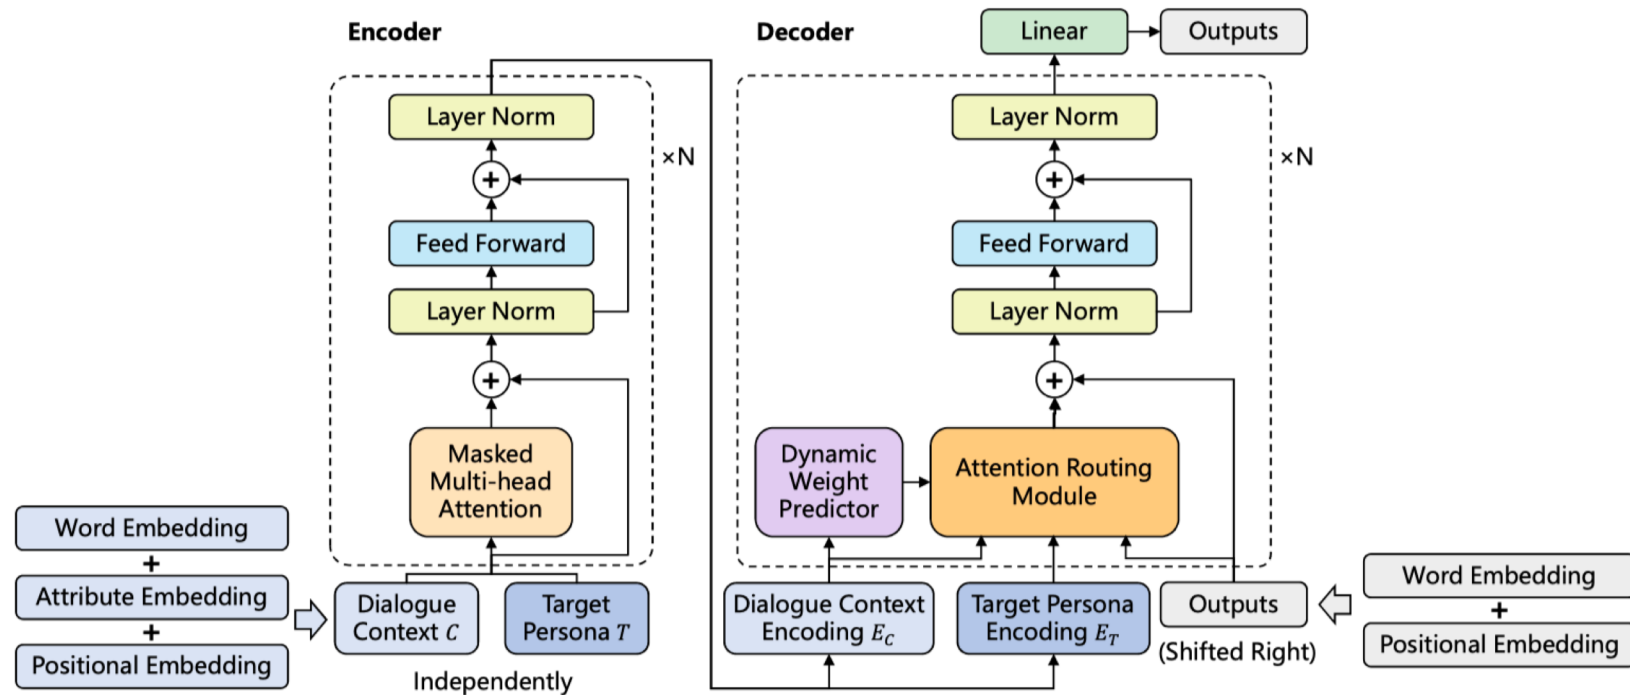 Encoder
Layer Norm
+
Feed Forward
Layer Norm
+
Masked
Multi-head
Attention
×N
Word Embedding
+
Attribute Embedding
+
Positional Embedding
Dialogue
Context C
Target
Persona T
Independently
Decoder
Linear
Outputs
Layer Norm
+
Feed Forward
Layer Norm
+
×N
Dynamic
Weight
Predictor
Attention Routing
Module
Dialogue Context
Encoding E_C
Target Persona
Encoding E_T
Outputs
(Shifted Right)
Word Embedding
+
Positional Embedding